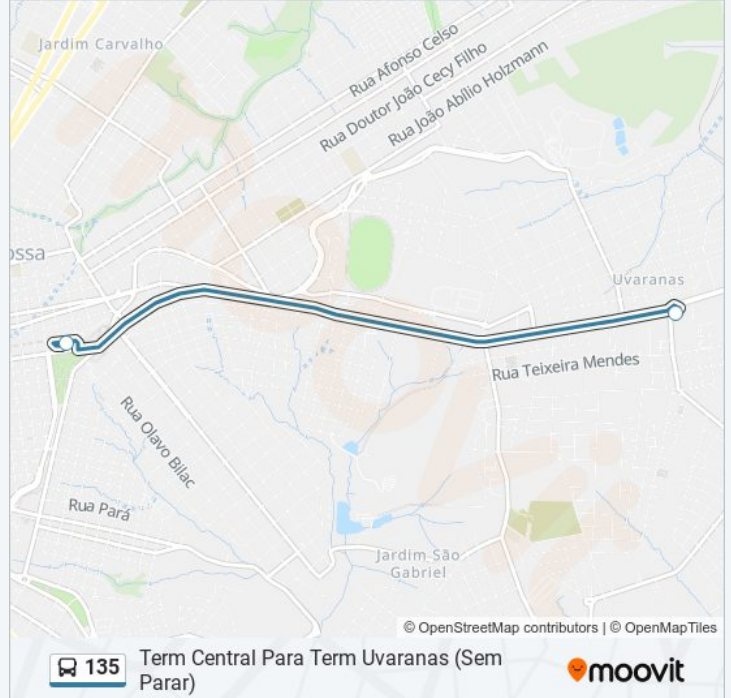 Jardim Carvalho
Rua Afonso Celso
Rua Doutor João Cecy Filho
Rua João Abílio Holzmann
ossa
Uvaranas
Rua Teixeira Mendes
Rua Olavo Bilac
Rua Pará
Jardim São
Gabriel
© OpenStreetMap contributors | © OpenMapTiles
135
Term Central Para Term Uvaranas (Sem
Parar)
moovit